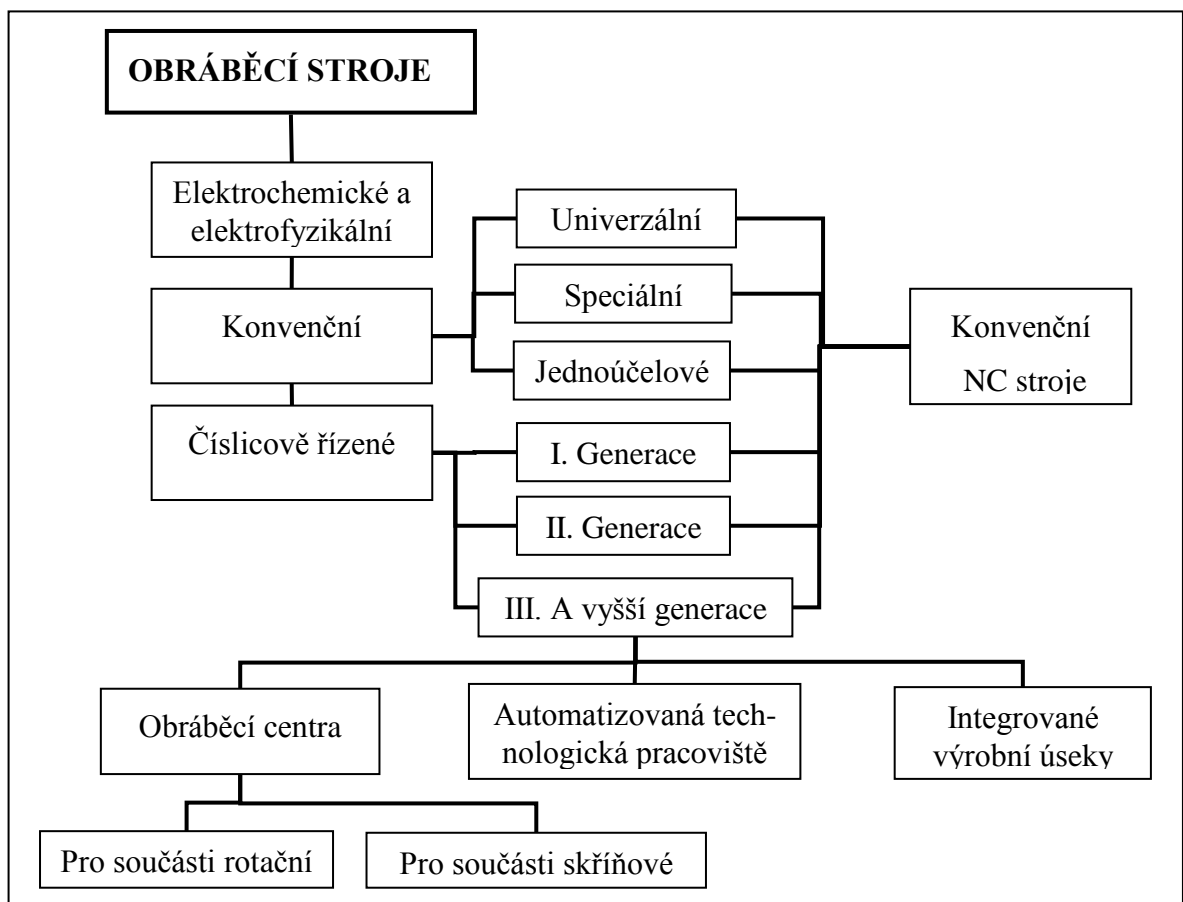 OBRÁBĚCÍ STROJE
Elektrochemické a
elektrofyzikální
Konvenční
Číslicově řízené
Univerzální
Speciální
Jednoúčelové
I. Generace
II. Generace
III. A vyšší generace
Konvenční
NC stroje
Obráběcí centra
Automatizovaná tech-
nologická pracoviště
Integrované
výrobní úseky
Pro součásti rotační
Pro součásti skříňové